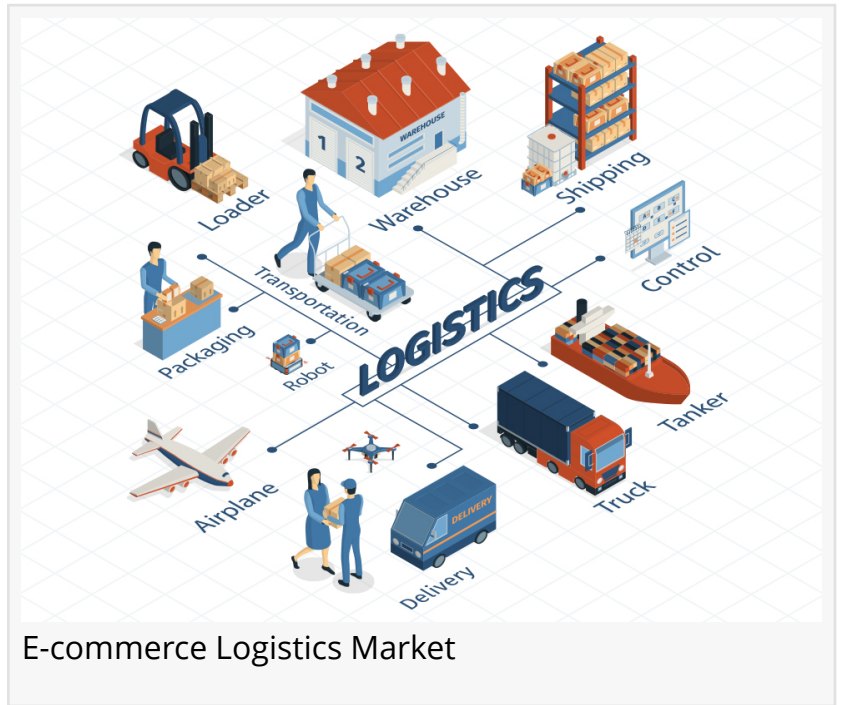 1
2
WAREHOUSE
Loader
Warehouse
Shipping
Transportation
Control
Packaging
Robot
LOGISTICS
Tanker
Airplane
DELIVERY
Truck
Delivery
E-commerce Logistics Market